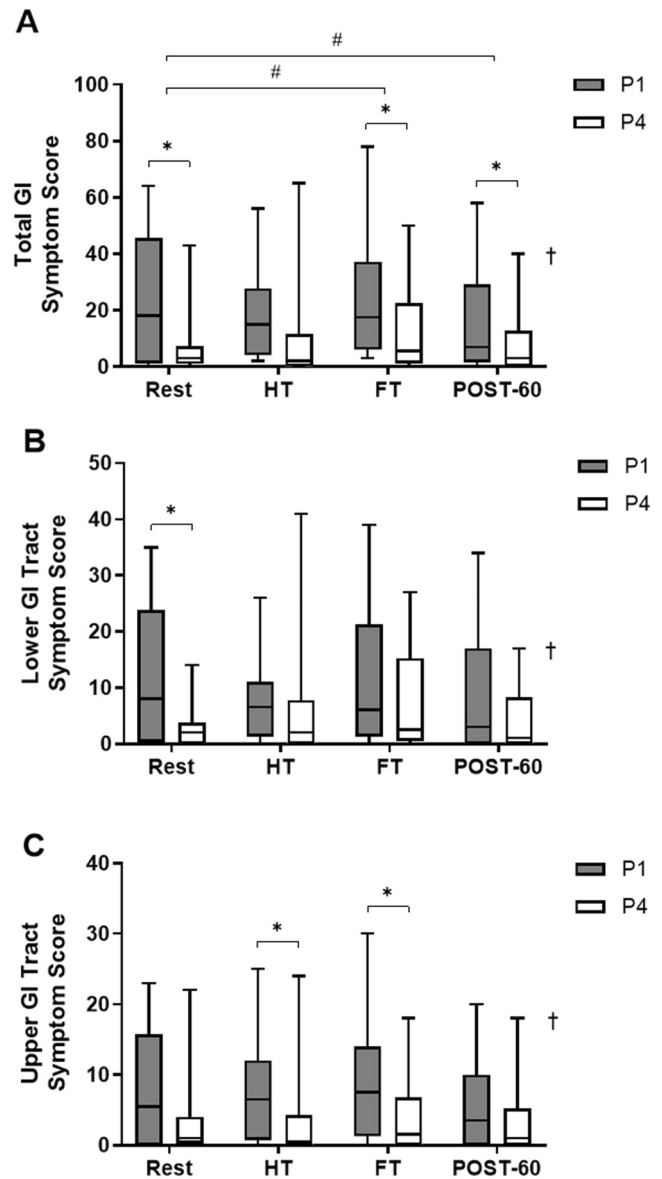 A
#
#
100
80
60
40
20
0
Total GI
Symptom Score
*
*
*
†
P1
P4
Rest HT FT POST-60
B
50
40
30
20
10
0
Lower GI Tract
Symptom Score
*
†
P1
P4
Rest HT FT POST-60
C
40
30
20
10
0
Upper GI Tract
Symptom Score
*
*
†
P1
P4
Rest HT FT POST-60